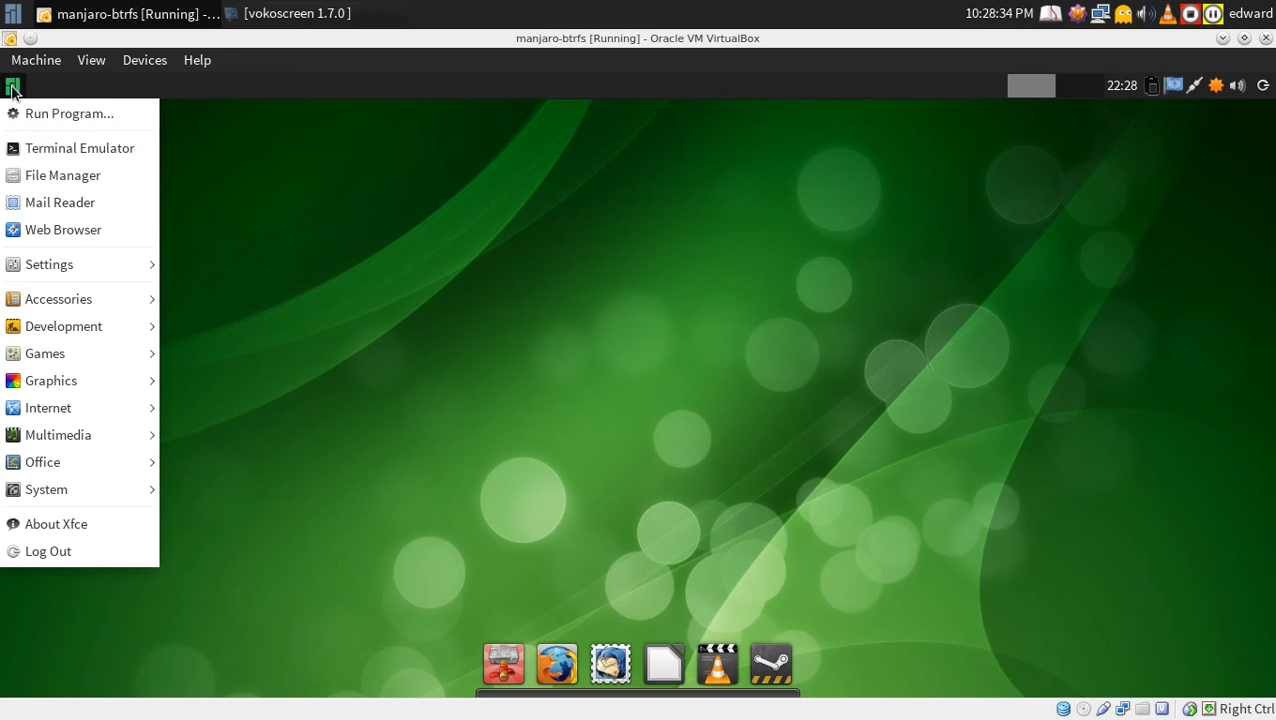 manjaro-btrfs [Running] -... [vokoscreen 1.7.0 ] 10:28:34 PM edward
manjaro-btrfs [Running] - Oracle VM VirtualBox
Machine View Devices Help
22:28
Run Program...
Terminal Emulator
File Manager
Mail Reader
Web Browser
Settings
Accessories
Development
Games
Graphics
Internet
Multimedia
Office
System
About Xfce
Log Out
Right Ctrl